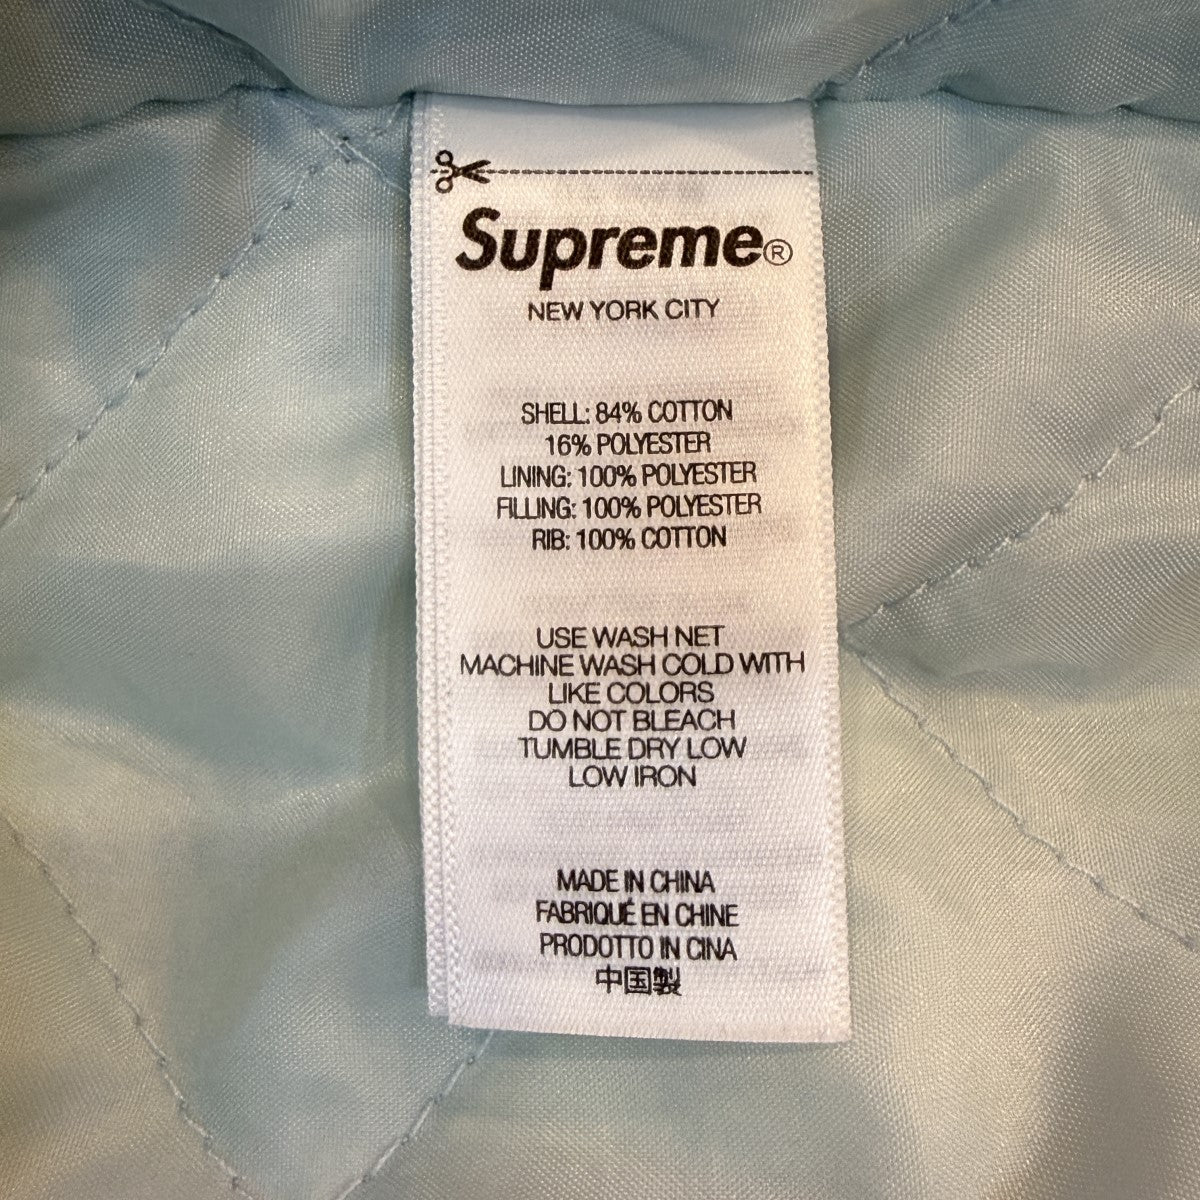 Supreme®
NEW YORK CITY
SHELL: 84% COTTON
16% POLYESTER
LINING: 100% POLYESTER
FILLING: 100% POLYESTER
RIB: 100% COTTON
USE WASH NET
MACHINE WASH COLD WITH
LIKE COLORS
DO NOT BLEACH
TUMBLE DRY LOW
LOW IRON
MADE IN CHINA
FABRIQUÉ EN CHINE
PRODOTTO IN CINA
中国製